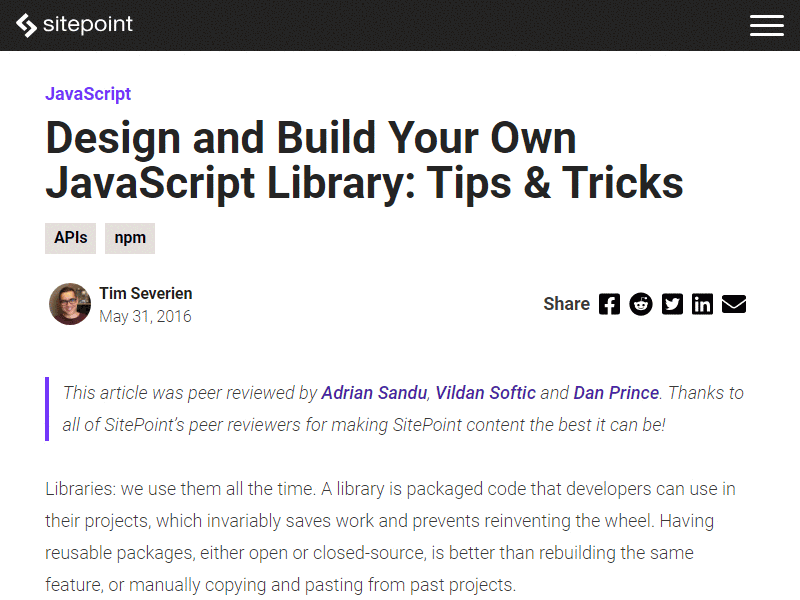 sitepoint
JavaScript
Design and Build Your Own
JavaScript Library: Tips & Tricks
APIs npm
Tim Severien
May 31, 2016
Share
This article was peer reviewed by Adrian Sandu, Vildan Softic and Dan Prince. Thanks to
all of SitePoint’s peer reviewers for making SitePoint content the best it can be!
Libraries: we use them all the time. A library is packaged code that developers can use in
their projects, which invariably saves work and prevents reinventing the wheel. Having
reusable packages, either open or closed-source, is better than rebuilding the same
feature, or manually copying and pasting from past projects.